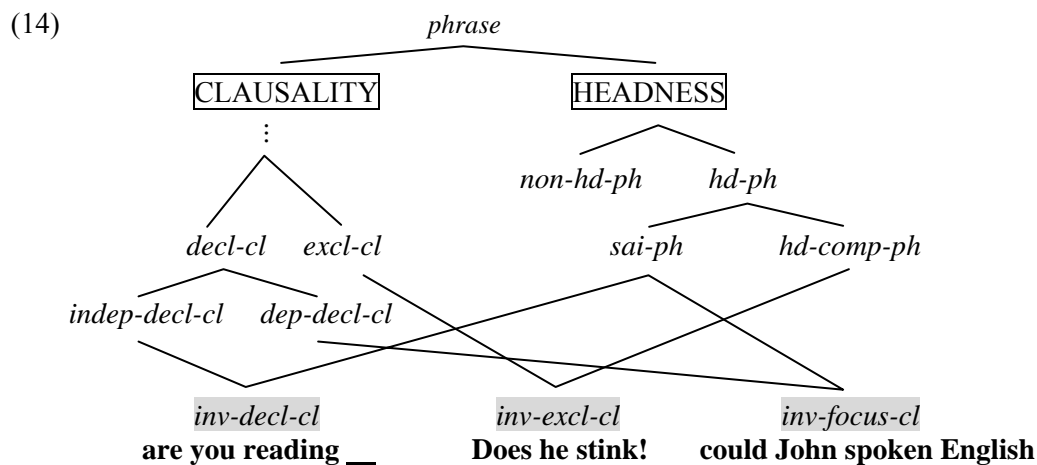 (14)
phrase
CLAUSALITY HEADNESS
⋮
non-hd-ph hd-ph
decl-cl excl-cl sai-ph hd-comp-ph
indep-decl-cl dep-decl-cl
inv-decl-cl inv-excl-cl inv-focus-cl
are you reading __ Does he stink! could John spoken English